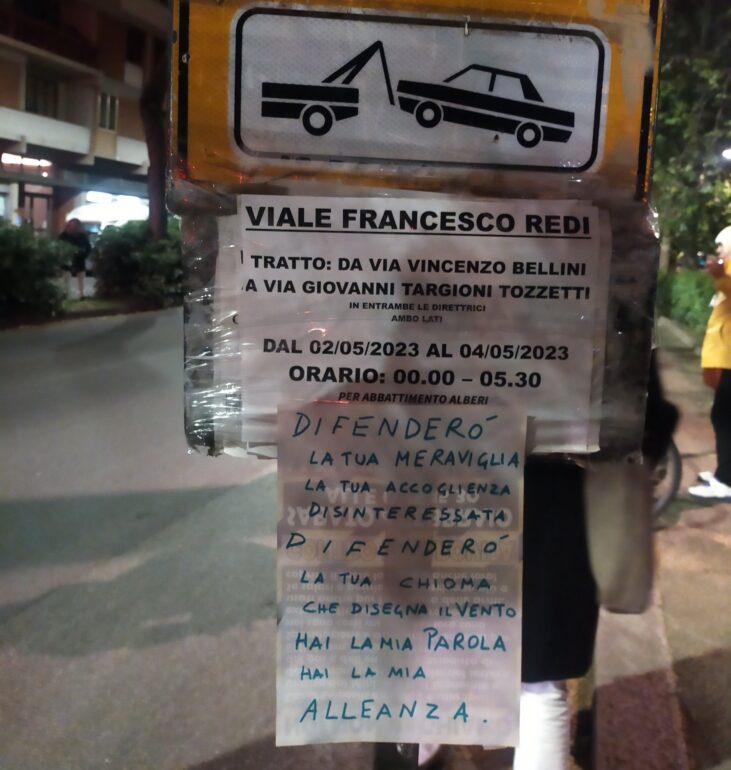 VIALE FRANCESCO REDI
TRATTO: DA VIA VINCENZO BELLINI
A VIA GIOVANNI TARGIONI TOZZETTI
IN ENTRAMBE LE DIRETTRICI
AMBO LATI
DAL 02/05/2023 AL 04/05/2023
ORARIO: 00.00 – 05.30
PER ABBATTIMENTO ALBERI
DIFENDERÓ
LA TUA MERAVIGLIA
LA TUA ACCOGLIENZA
DISINTERESSATA
DIFENDERÓ
LA TUA CHIOMA
CHE DISEGNA IL VENTO
HAI LA MIA PAROLA
HAI LA MIA
ALLEANZA.